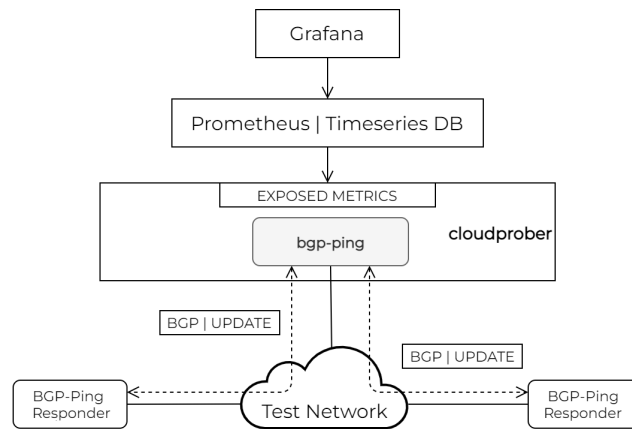 Grafana
Prometheus | Timeseries DB
EXPOSED METRICS
bgp-ping
cloudprober
BGP | UPDATE
BGP | UPDATE
BGP-Ping
Responder
Test Network
BGP-Ping
Responder